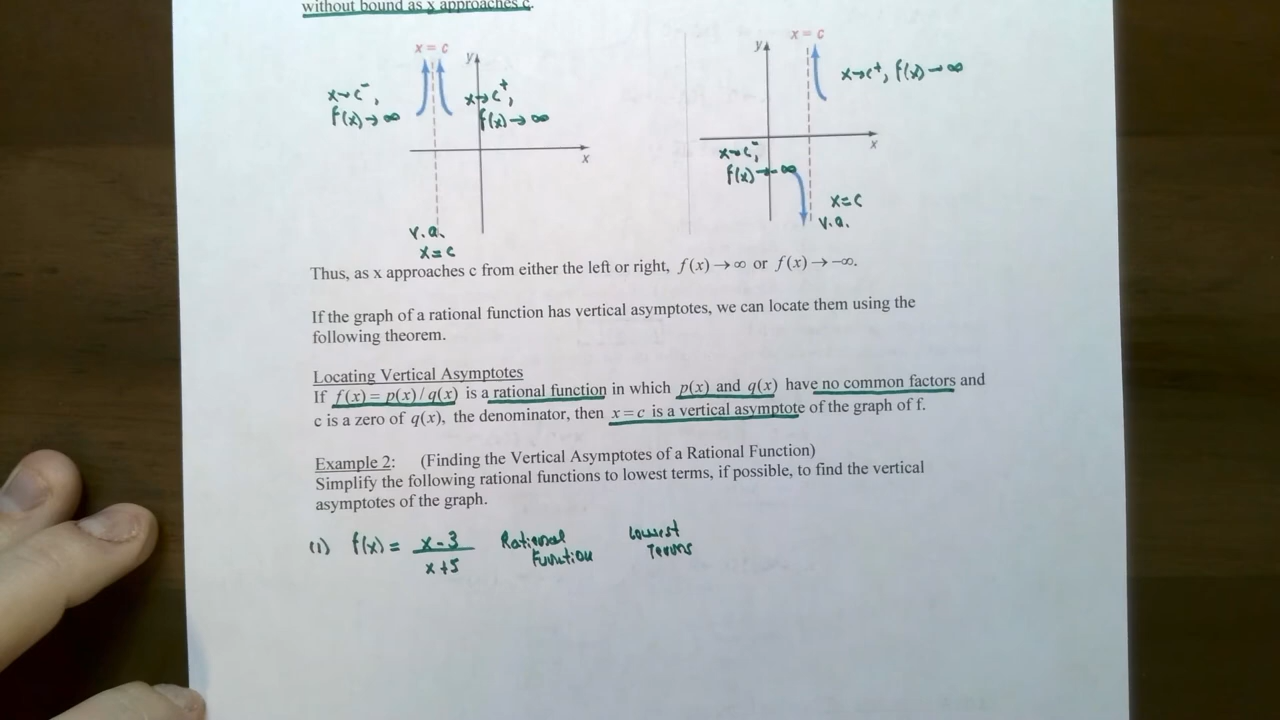 without bound as x approaches c.
x = c
y
x→c⁻,
f(x)→∞
x→c⁺,
f(x)→∞
x
v.a.
x=c
x = c
y
x→c⁺, f(x)→∞
x
x→c⁻,
f(x)→-∞
x=c
v.a.
Thus, as x approaches c from either the left or right, f(x)→∞ or f(x)→−∞.
If the graph of a rational function has vertical asymptotes, we can locate them using the
following theorem.
Locating Vertical Asymptotes
If f(x)=p(x)/q(x) is a rational function in which p(x) and q(x) have no common factors and
c is a zero of q(x), the denominator, then x=c is a vertical asymptote of the graph of f.
Example 2: (Finding the Vertical Asymptotes of a Rational Function)
Simplify the following rational functions to lowest terms, if possible, to find the vertical
asymptotes of the graph.
(1) f(x) = x-3 / x+5 Rational Function Lowest Terms